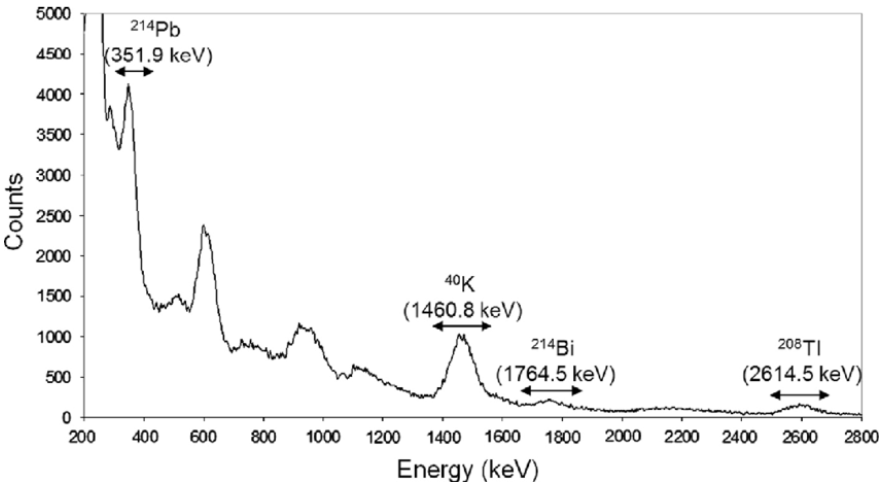 5000
4500
4000
3500
3000
2500
2000
1500
1000
500
0
Counts
²¹⁴Pb
(351.9 keV)
⁴⁰K
(1460.8 keV)
²¹⁴Bi
(1764.5 keV)
²⁰⁸Tl
(2614.5 keV)
200 400 600 800 1000 1200 1400 1600 1800 2000 2200 2400 2600 2800
Energy (keV)